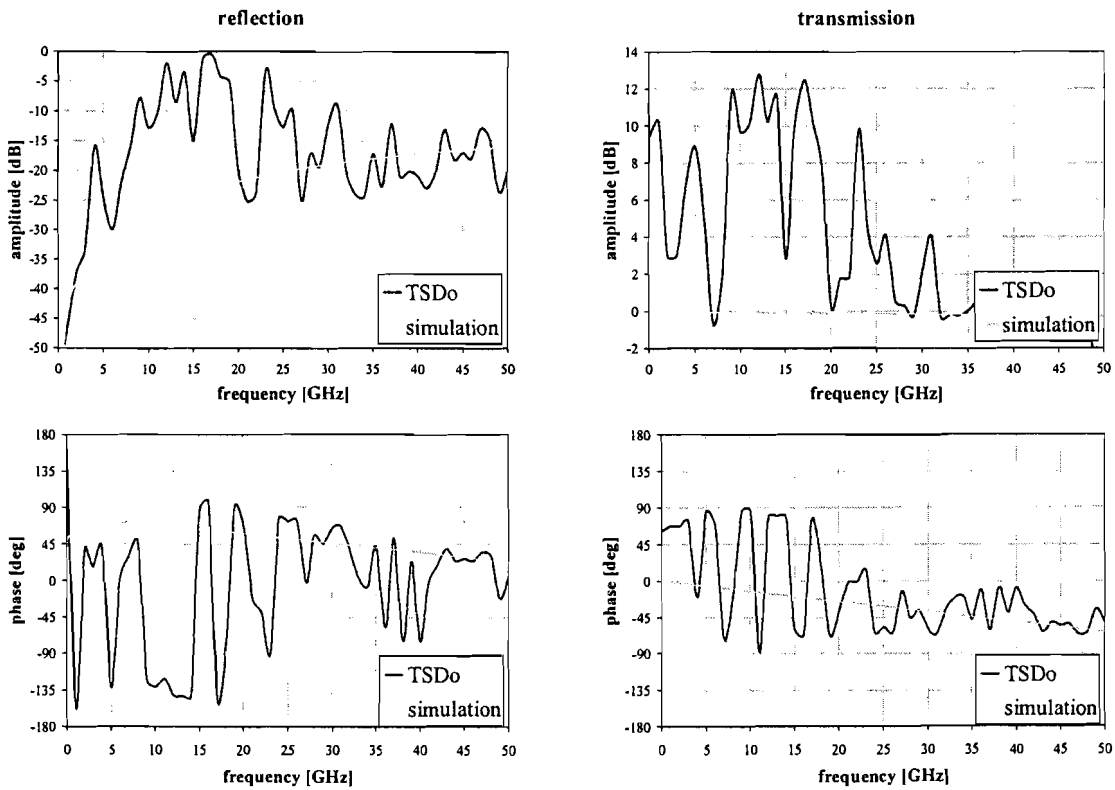 reflection
transmission
0
-5
-10
-15
-20
-25
-30
-35
-40
-45
-50
amplitude [dB]
TSDo
simulation
0 5 10 15 20 25 30 35 40 45 50
frequency [GHz]
14
12
10
8
6
4
2
0
-2
amplitude [dB]
TSDo
simulation
0 5 10 15 20 25 30 35 40 45 50
frequency [GHz]
180
135
90
45
0
-45
-90
-135
-180
phase [deg]
TSDo
simulation
0 5 10 15 20 25 30 35 40 45 50
frequency [GHz]
180
135
90
45
0
-45
-90
-135
-180
phase [deg]
TSDo
simulation
0 5 10 15 20 25 30 35 40 45 50
frequency [GHz]